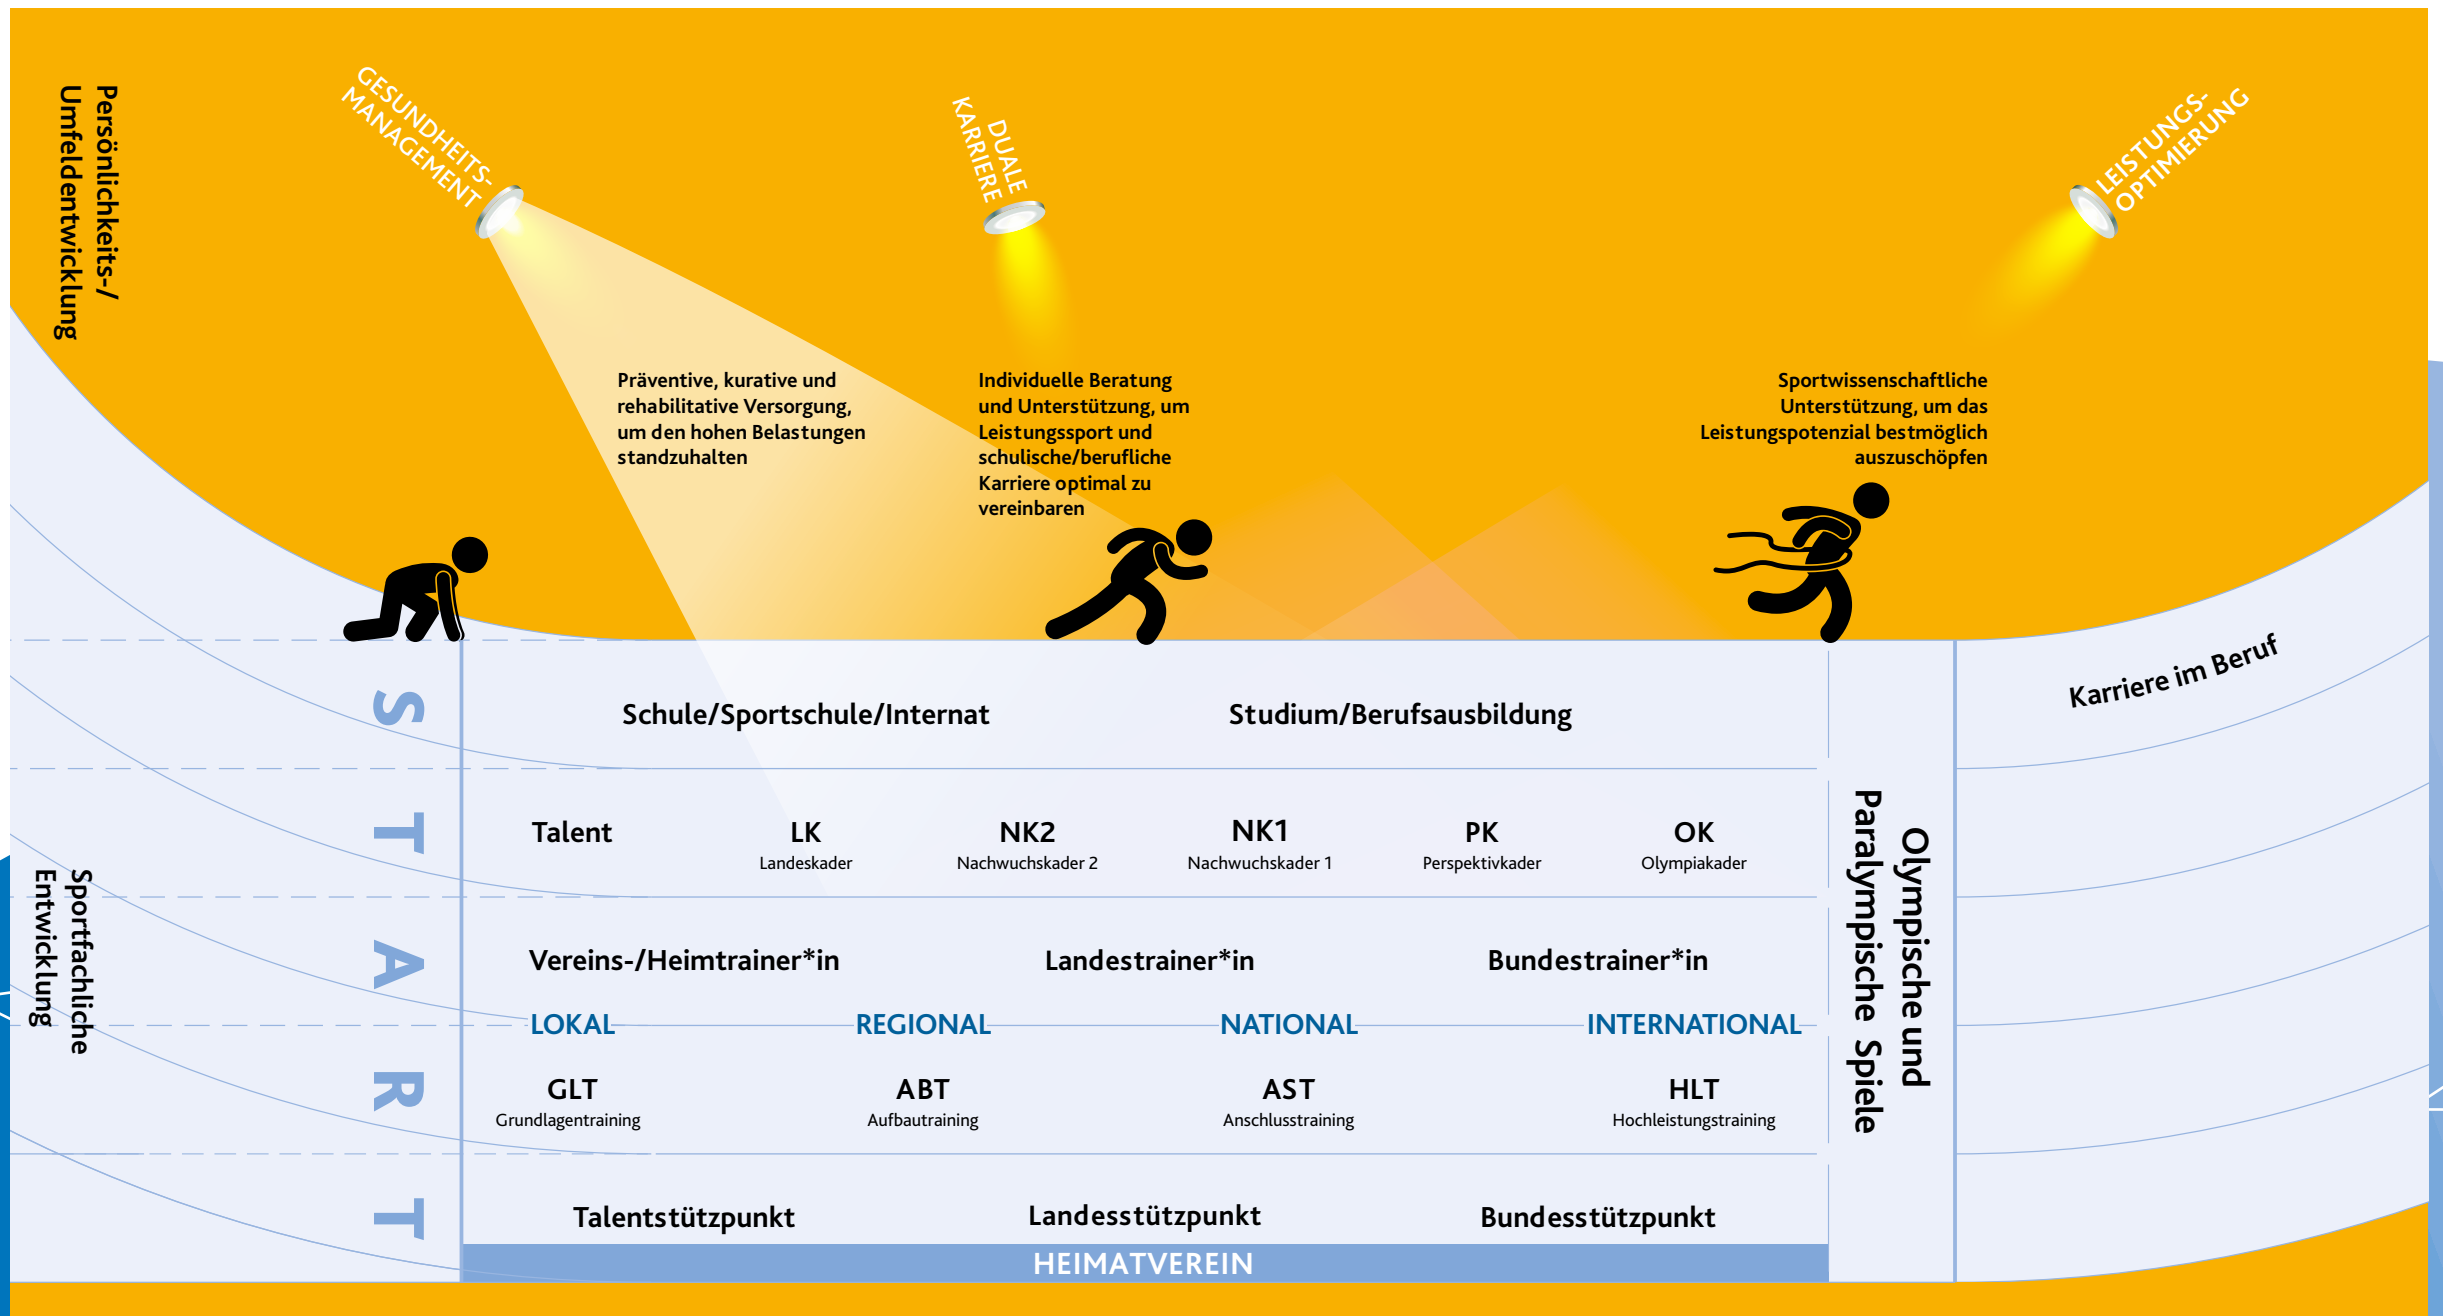 Persönlichkeits-/
Umfeldentwicklung
GESUNDHEITS-
MANAGEMENT
DUALE
KARRIERE
LEISTUNGS-
OPTIMIERUNG
Präventive, kurative und
rehabilitative Versorgung,
um den hohen Belastungen
standzuhalten
Individuelle Beratung
und Unterstützung, um
Leistungssport und
schulische/berufliche
Karriere optimal zu
vereinbaren
Sportwissenschaftliche
Unterstützung, um das
Leistungspotenzial bestmöglich
auszuschöpfen
Sportfachliche
Entwicklung
START
Schule/Sportschule/Internat
Studium/Berufsausbildung
Karriere im Beruf
Talent
LK
Landeskader
NK2
Nachwuchskader 2
NK1
Nachwuchskader 1
PK
Perspektivkader
OK
Olympiakader
Vereins-/Heimtrainer*in
Landestrainer*in
Bundestrainer*in
LOKAL
REGIONAL
NATIONAL
INTERNATIONAL
GLT
Grundlagentraining
ABT
Aufbautraining
AST
Anschlusstraining
HLT
Hochleistungstraining
Talentstützpunkt
Landesstützpunkt
Bundesstützpunkt
HEIMATVEREIN
Olympische und
Paralympische Spiele